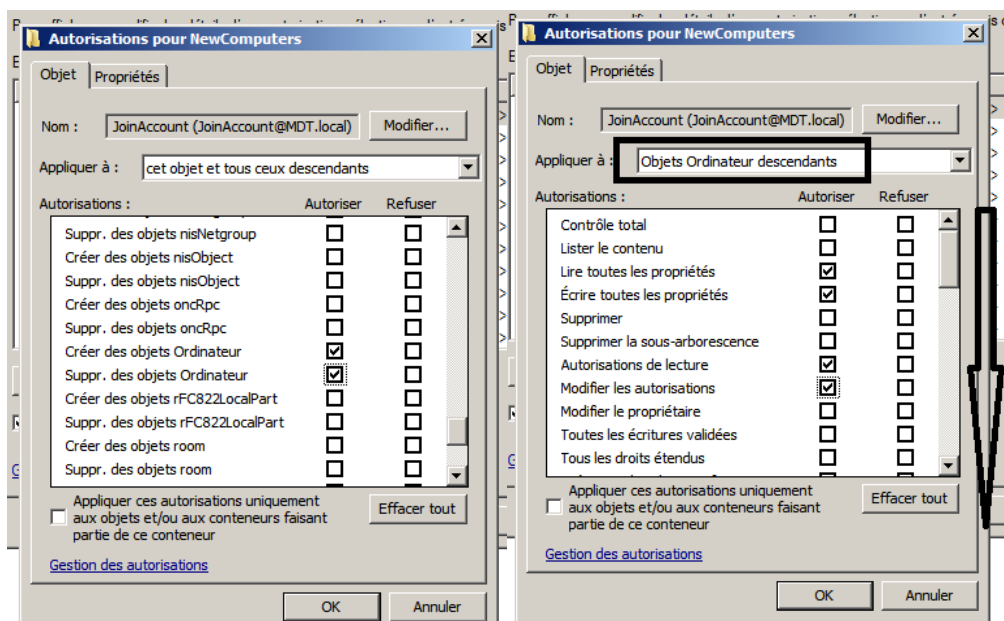 Autorisations pour NewComputers
Objet
Propriétés
Nom :
JoinAccount (JoinAccount@MDT.local)
Modifier...
Appliquer à :
cet objet et tous ceux descendants
Autorisations :
Autoriser
Refuser
Suppr. des objets nisNetgroup
Créer des objets nisObject
Suppr. des objets nisObject
Créer des objets oncRpc
Suppr. des objets oncRpc
Créer des objets Ordinateur
Suppr. des objets Ordinateur
Créer des objets rFC822LocalPart
Suppr. des objets rFC822LocalPart
Créer des objets room
Suppr. des objets room
Appliquer ces autorisations uniquement
aux objets et/ou aux conteneurs faisant
partie de ce conteneur
Effacer tout
Gestion des autorisations
OK
Annuler
Autorisations pour NewComputers
Objet
Propriétés
Nom :
JoinAccount (JoinAccount@MDT.local)
Modifier...
Appliquer à :
Objets Ordinateur descendants
Autorisations :
Autoriser
Refuser
Contrôle total
Lister le contenu
Lire toutes les propriétés
Écrire toutes les propriétés
Supprimer
Supprimer la sous-arborescence
Autorisations de lecture
Modifier les autorisations
Modifier le propriétaire
Toutes les écritures validées
Tous les droits étendus
Appliquer ces autorisations uniquement
aux objets et/ou aux conteneurs faisant
partie de ce conteneur
Effacer tout
Gestion des autorisations
OK
Annuler